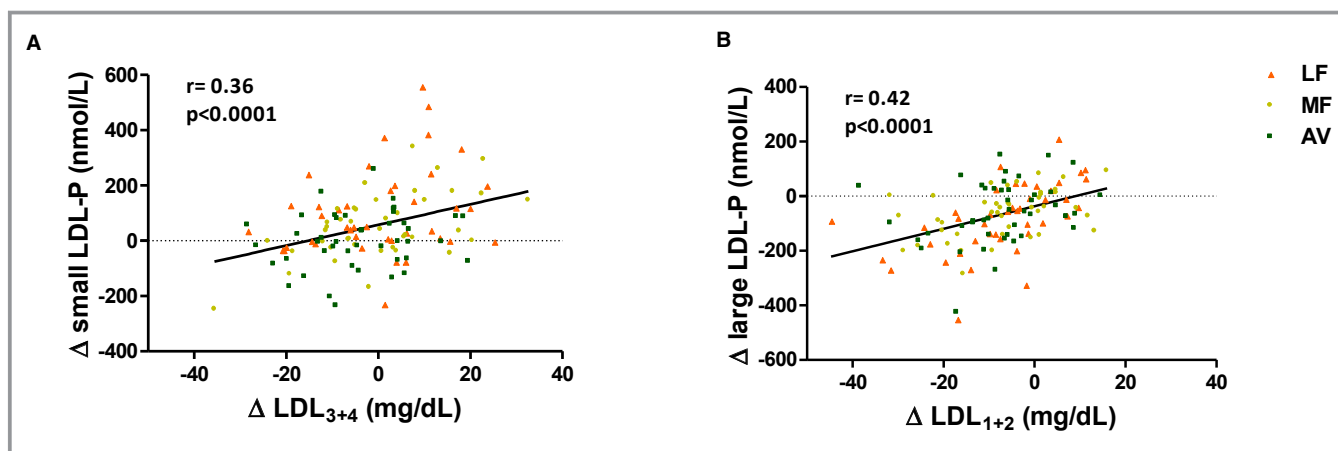 A
r= 0.36
p<0.0001
Δ small LDL-P (nmol/L)
600
400
200
0
-200
-400
-40
-20
0
20
40
Δ LDL3+4 (mg/dL)
B
r= 0.42
p<0.0001
Δ large LDL-P (nmol/L)
400
200
0
-200
-400
-600
-40
-20
0
20
40
Δ LDL1+2 (mg/dL)
LF
MF
AV